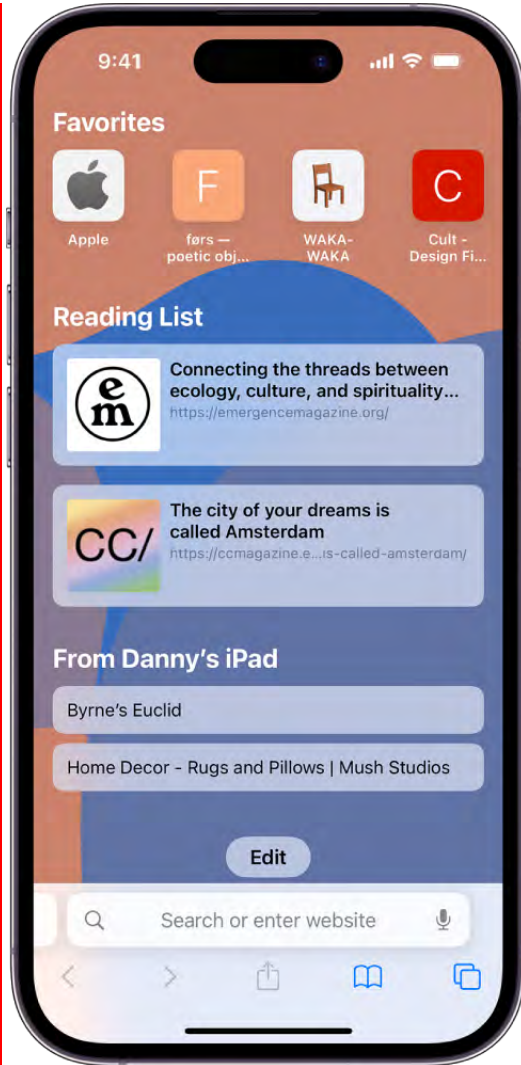 9:41
Favorites
F
C
Apple
førs —
poetic obj...
WAKA-
WAKA
Cult -
Design Fi...
Reading List
em
Connecting the threads between
ecology, culture, and spirituality...
https://emergencemagazine.org/
CC/
The city of your dreams is
called Amsterdam
https://ccmagazine.e...is-called-amsterdam/
From Danny’s iPad
Byrne’s Euclid
Home Decor - Rugs and Pillows | Mush Studios
Edit
Search or enter website